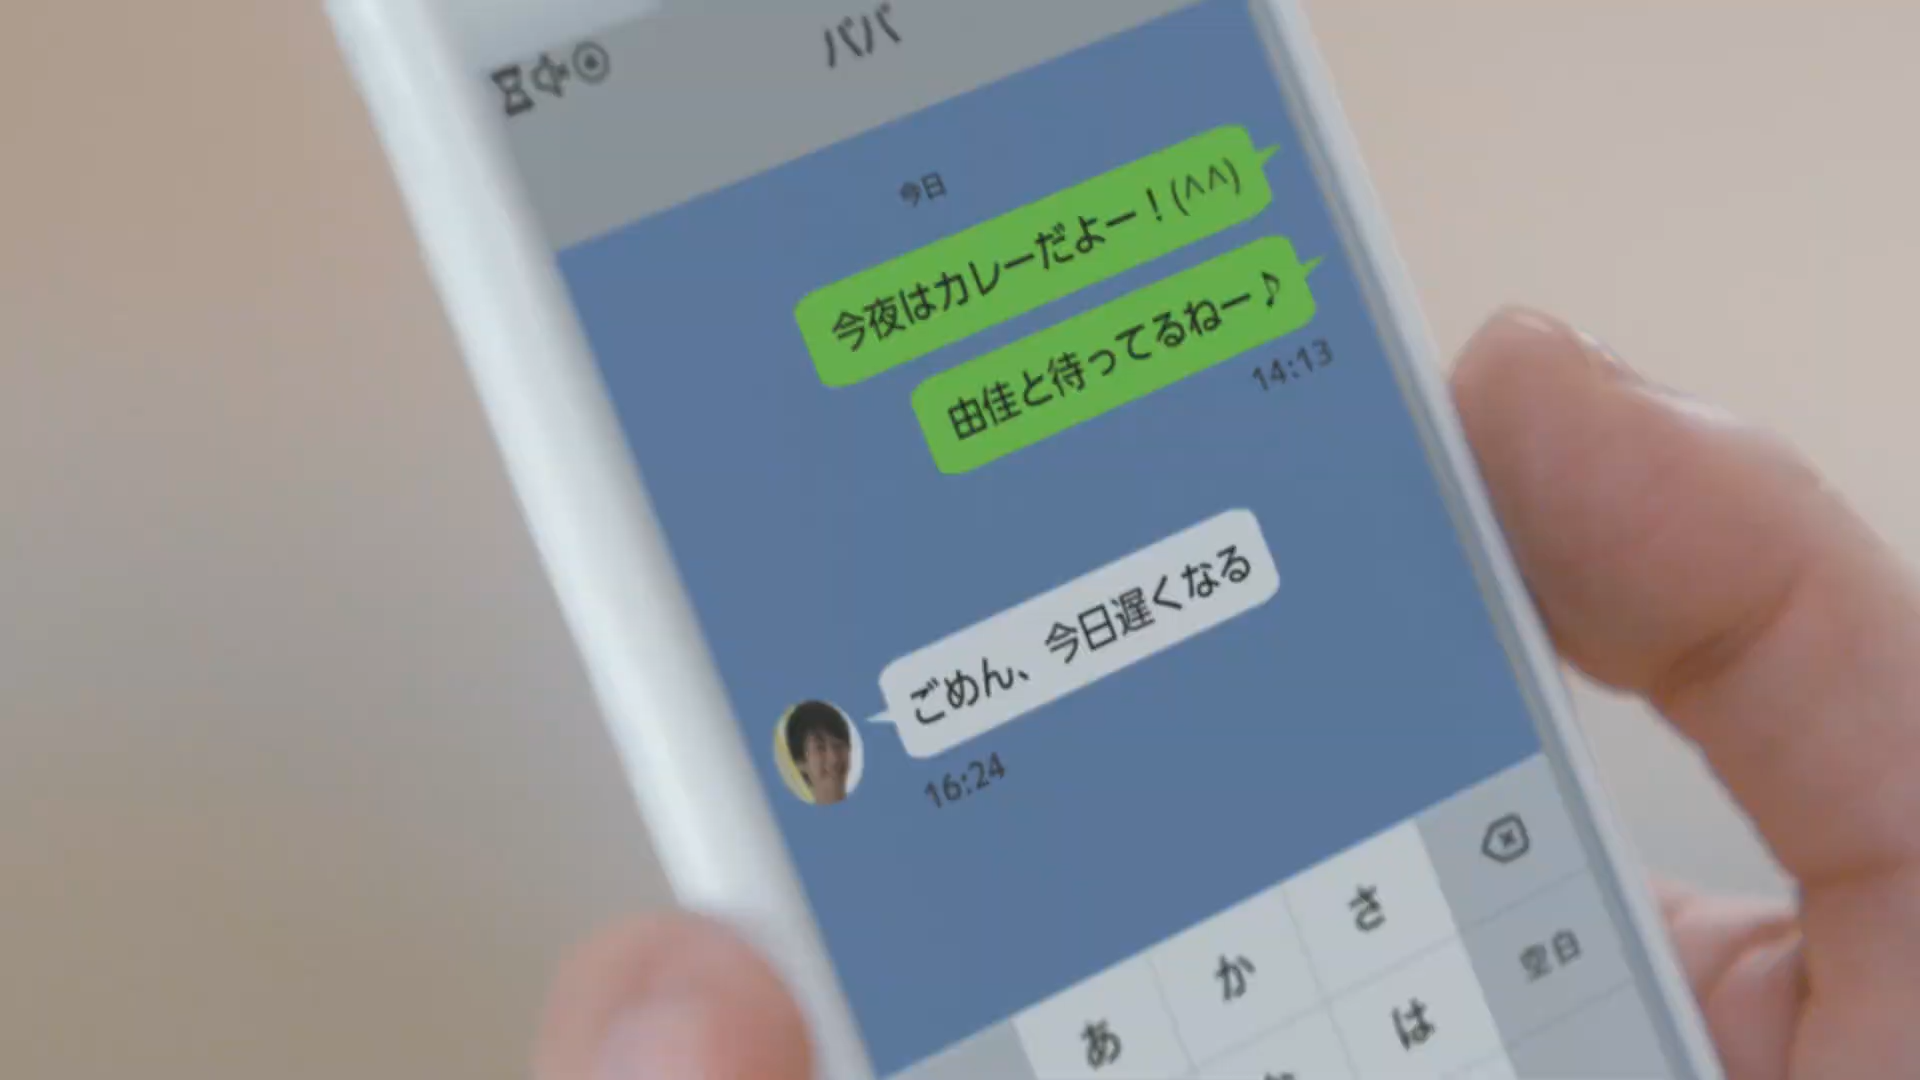 パパ
今日
今夜はカレーだよー！(^^)
由佳と待ってるねー♪
14:13
ごめん、今日遅くなる
16:24
あ
か
さ
は
空白